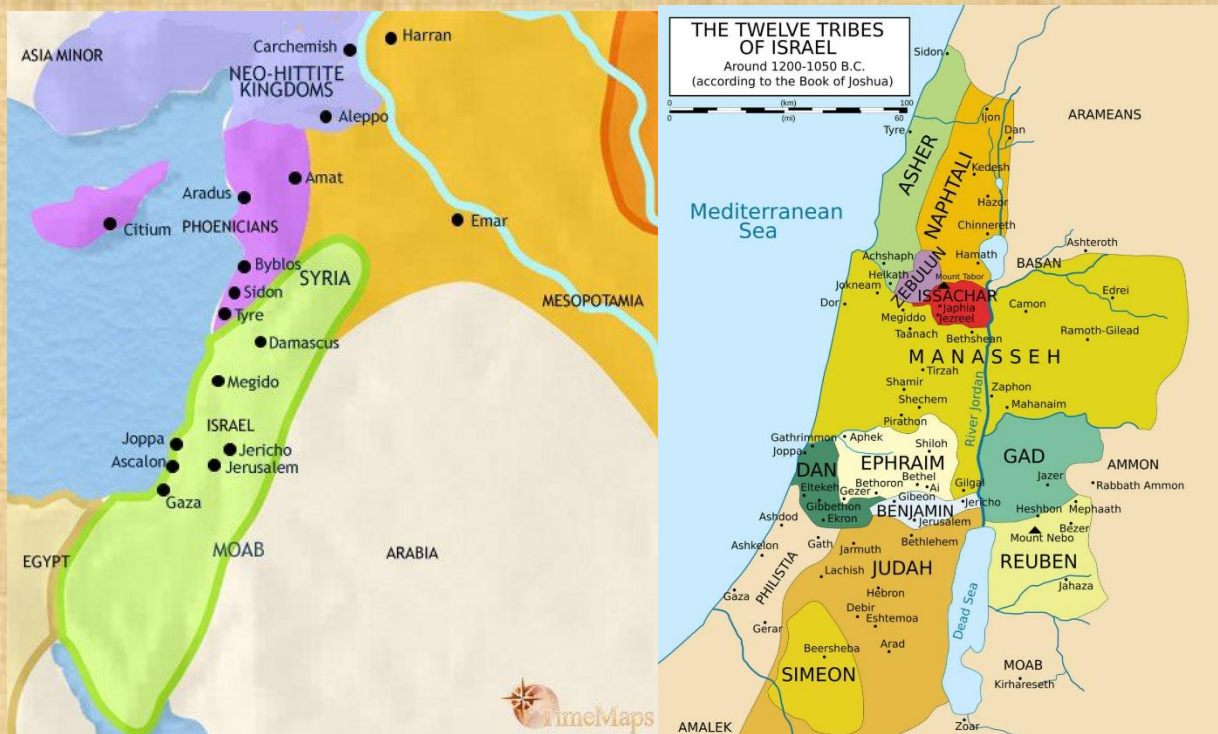 ASIA MINOR
Carchemish
Harran
NEO-HITTITE
KINGDOMS
Aleppo
Amat
Aradus
Citium
PHOENICIANS
Emar
Byblos
SYRIA
Sidon
MESOPOTAMIA
Tyre
Damascus
Megido
ISRAEL
Joppa
Jericho
Ascalon
Jerusalem
Gaza
MOAB
ARABIA
EGYPT
TimeMaps
THE TWELVE TRIBES
OF ISRAEL
Around 1200-1050 B.C.
(according to the Book of Joshua)
(km) 100
(mi) 60
Sidon
Ijon
ARAMEANS
Tyre
Dan
ASHER
NAPHTALI
Kedesh
Hazor
Mediterranean
Sea
Chinnereth
Ashteroth
Achshaph
Hamath
BASAN
Helkath
ZEBULUN
Mount Tabor
Jokneam
ISSACHAR
Edrei
Dor
Japhia
Camon
Megiddo
Jezreel
Taanach
Bethshean
Ramoth-Gilead
MANASSEH
Tirzah
Shamir
Zaphon
Shechem
Mahanaim
Pirathon
River Jordan
Gathrimmon
Aphek
Joppa
Shiloh
DAN
EPHRAIM
GAD
AMMON
Bethel
Jazer
Eltekeh
Bethoron
Ai
Gilgal
Rabbath Ammon
Gezer
Gibeon
Jericho
Gibbethon
BENJAMIN
Heshbon
Mephaath
Ekron
Jerusalem
Bezer
Ashdod
Mount Nebo
Gath
Bethlehem
Ashkelon
Jarmuth
REUBEN
PHILISTIA
JUDAH
Lachish
Jahaza
Gaza
Hebron
Dead Sea
Debir
Eshtemoa
Gerar
Arad
Beersheba
MOAB
SIMEON
Kirhareseth
AMALEK
Zoar